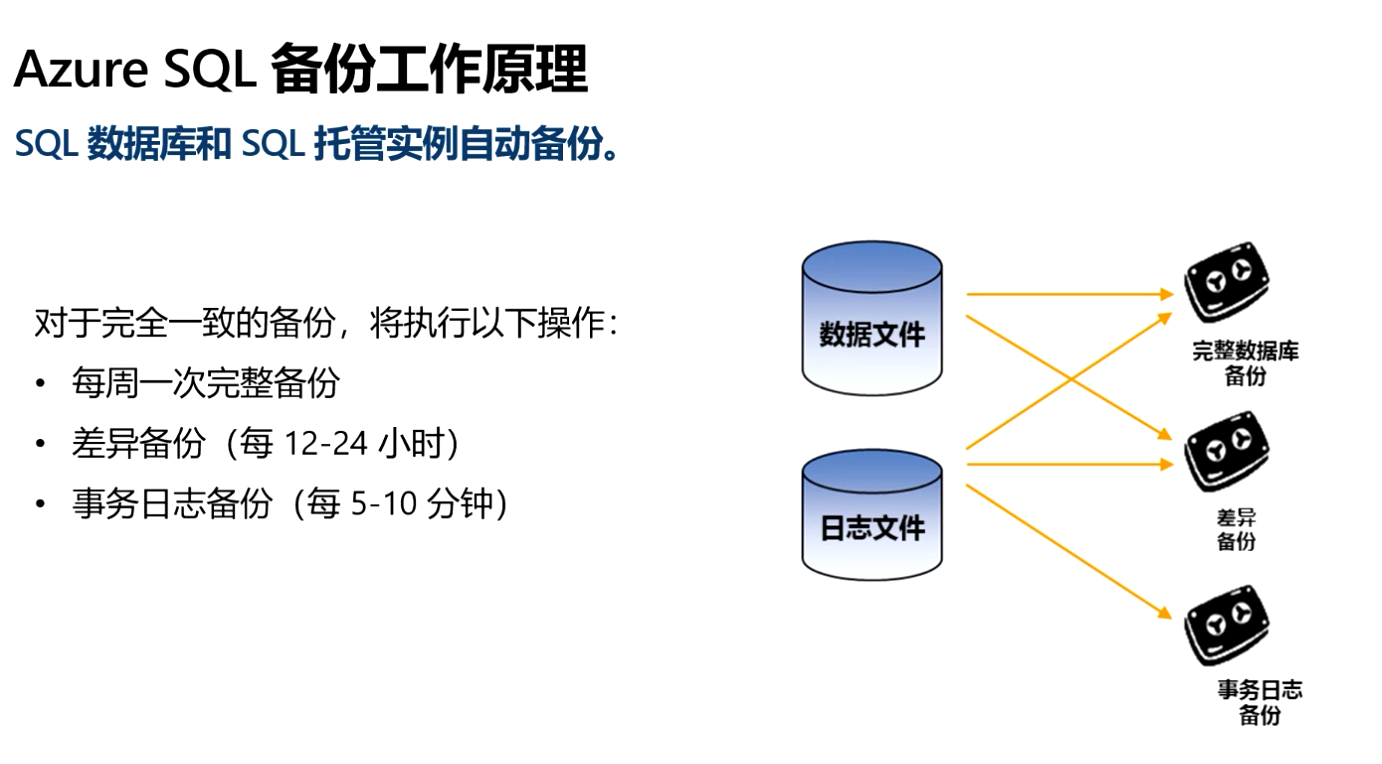 Azure SQL 备份工作原理
SQL 数据库和 SQL 托管实例自动备份。
对于完全一致的备份，将执行以下操作：
• 每周一次完整备份
• 差异备份（每 12-24 小时）
• 事务日志备份（每 5-10 分钟）
数据文件
日志文件
完整数据库
备份
差异
备份
事务日志
备份